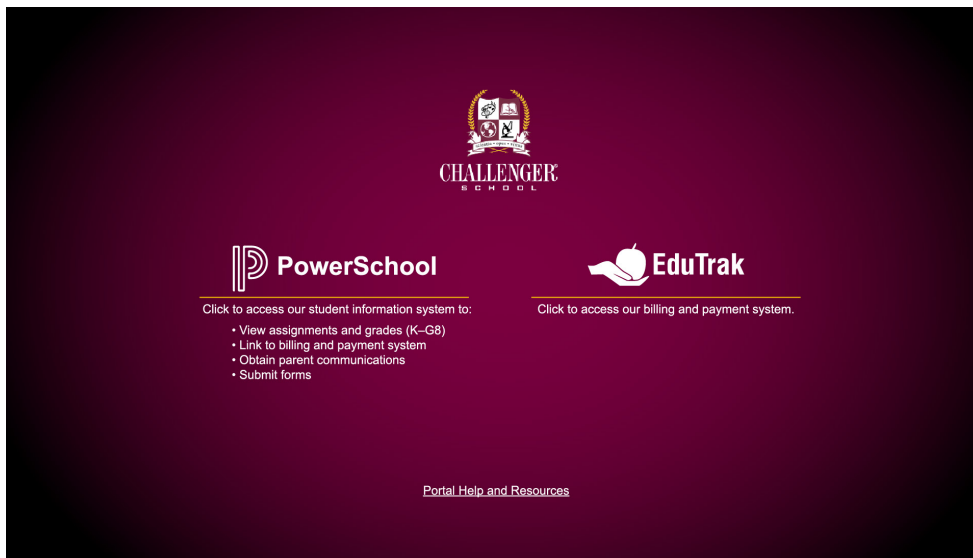 CHALLENGER®
SCHOOL
PowerSchool
Click to access our student information system to:
• View assignments and grades (K–G8)
• Link to billing and payment system
• Obtain parent communications
• Submit forms
EduTrak
Click to access our billing and payment system.
Portal Help and Resources